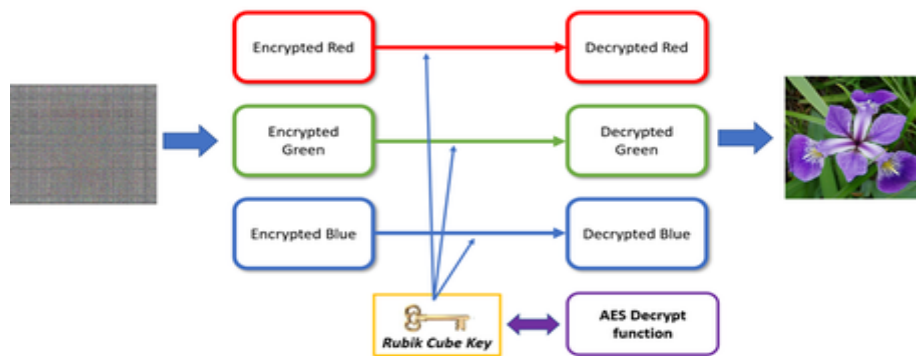 Encrypted Red
Decrypted Red
Encrypted
Green
Decrypted
Green
Encrypted Blue
Decrypted Blue
Rubik Cube Key
AES Decrypt
function